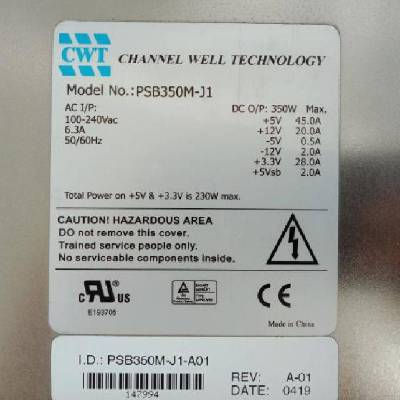 CWT CHANNEL WELL TECHNOLOGY
Model No.:PSB350M-J1
AC I/P: DC O/P: 350W Max.
100-240Vac +5V 45.0A
6.3A +12V 20.0A
50/60Hz -5V 0.5A
-12V 2.0A
+3.3V 28.0A
+5Vsb 2.0A
Total Power on +5V & +3.3V is 230W max.
CAUTION! HAZARDOUS AREA
Do not remove this cover.
Trained service people only.
No serviceable components inside.
C RU US
E193706
CE
Made in China
I.D.: PSB350M-J1-A01
147994
REV: A-01
DATE: 0419